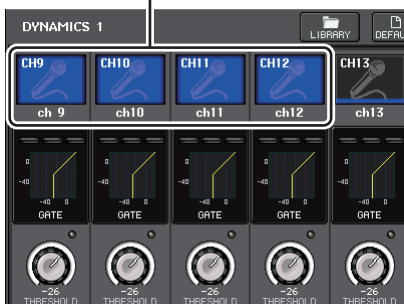 DYNAMICS 1
LIBRARY
DEFAU
CH9 CH10 CH11 CH12 CH13
ch 9 ch10 ch11 ch12 ch13
0 0 0 0 0
-40 -40 -40 -40 -40
-40 0 -40 0 -40 0 -40 0 -40 0
GATE GATE GATE GATE GATE
-26 -26 -26 -26 -26
THRESHOLD THRESHOLD THRESHOLD THRESHOLD THRESHOLD